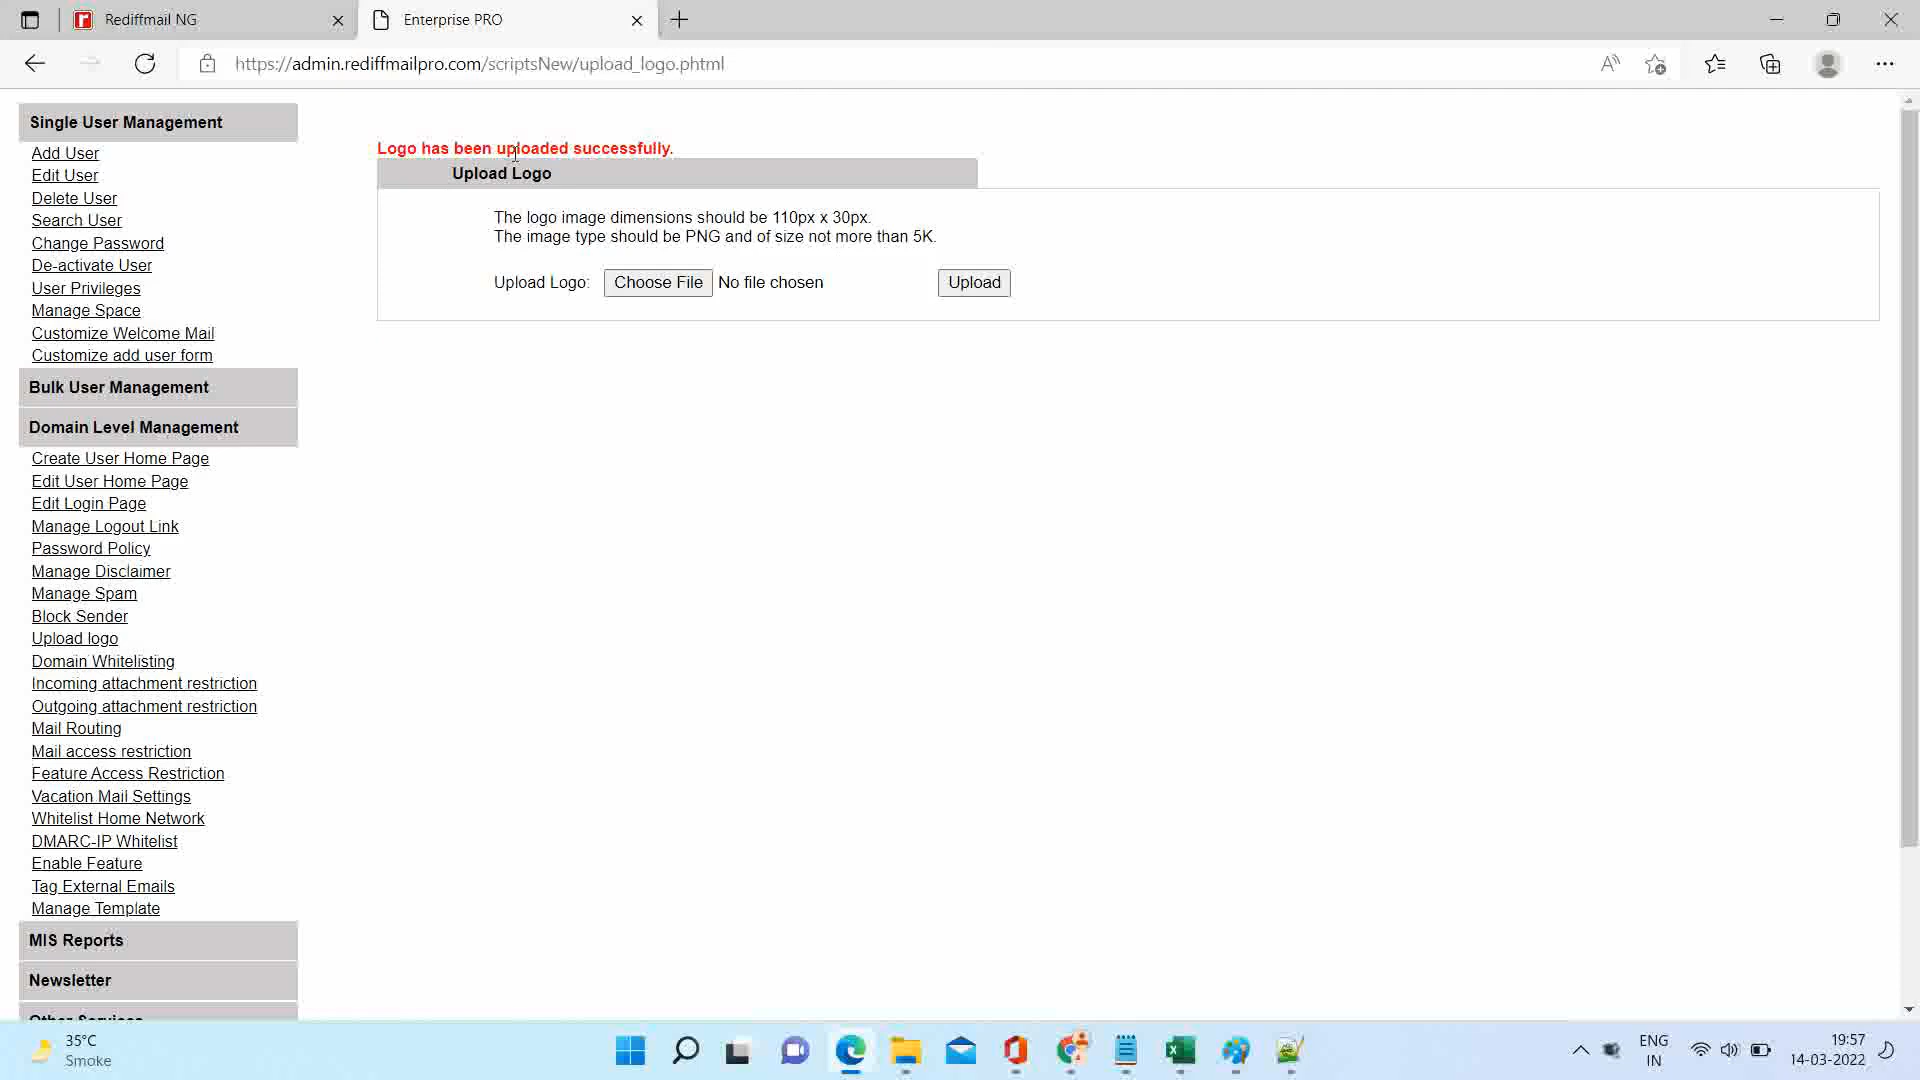 Rediffmail NG
Enterprise PRO
https://admin.rediffmailpro.com/scriptsNew/upload_logo.phtml
Single User Management
Add User
Edit User
Delete User
Search User
Change Password
De-activate User
User Privileges
Manage Space
Customize Welcome Mail
Customize add user form
Bulk User Management
Domain Level Management
Create User Home Page
Edit User Home Page
Edit Login Page
Manage Logout Link
Password Policy
Manage Disclaimer
Manage Spam
Block Sender
Upload logo
Domain Whitelisting
Incoming attachment restriction
Outgoing attachment restriction
Mail Routing
Mail access restriction
Feature Access Restriction
Vacation Mail Settings
Whitelist Home Network
DMARC-IP Whitelist
Enable Feature
Tag External Emails
Manage Template
MIS Reports
Newsletter
Other Services
Logo has been uploaded successfully.
Upload Logo
The logo image dimensions should be 110px x 30px.
The image type should be PNG and of size not more than 5K.
Upload Logo: Choose File No file chosen Upload
35°C
Smoke
ENG
IN
19:57
14-03-2022